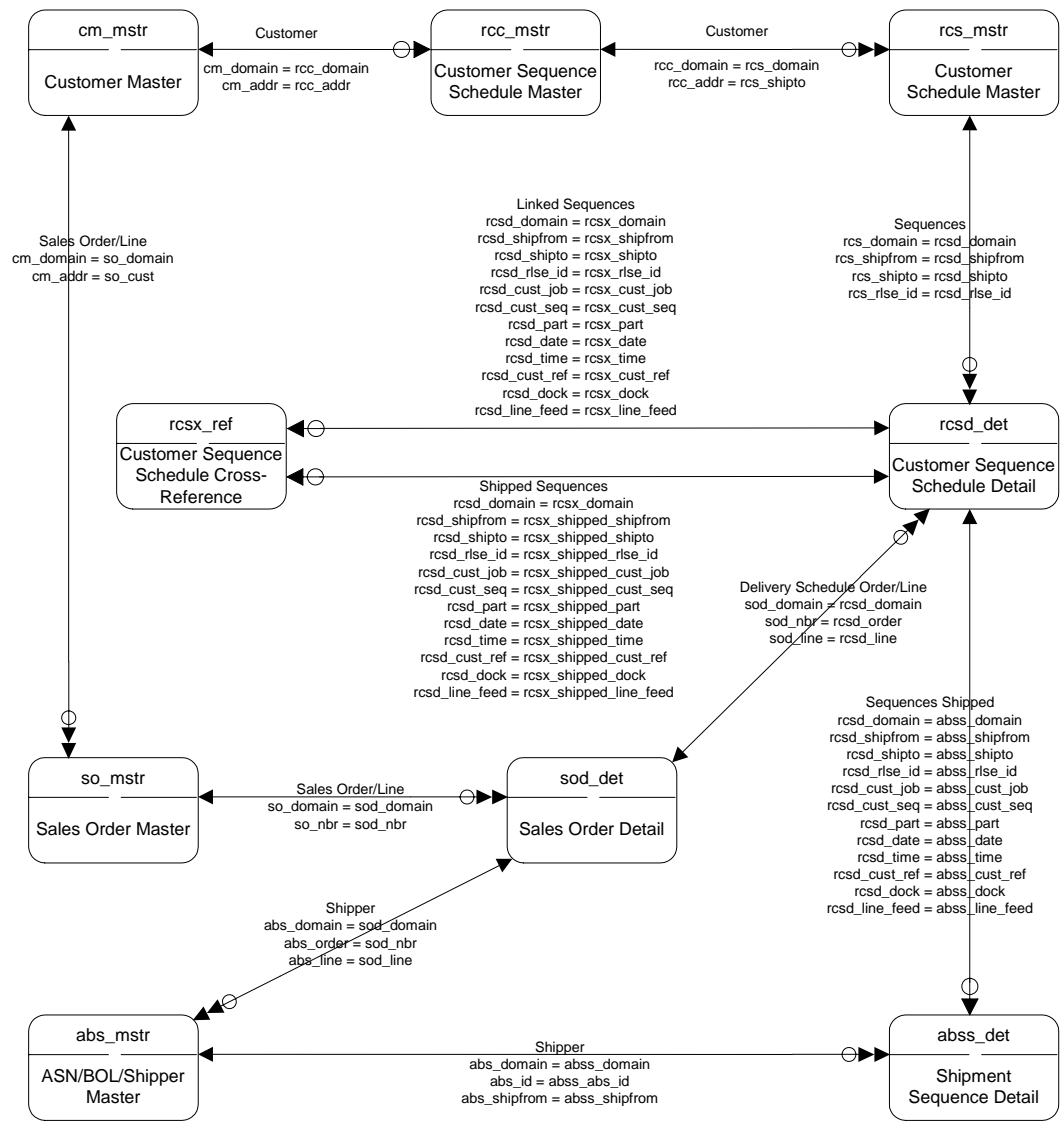 cm_mstr
Customer Master
Customer
cm_domain = rcc_domain
cm_addr = rcc_addr
rcc_mstr
Customer Sequence
Schedule Master
Customer
rcc_domain = rcs_domain
rcc_addr = rcs_shipto
rcs_mstr
Customer
Schedule Master
Sales Order/Line
cm_domain = so_domain
cm_addr = so_cust
Linked Sequences
rcsd_domain = rcsx_domain
rcsd_shipfrom = rcsx_shipfrom
rcsd_shipto = rcsx_shipto
rcsd_rlse_id = rcsx_rlse_id
rcsd_cust_job = rcsx_cust_job
rcsd_cust_seq = rcsx_cust_seq
rcsd_part = rcsx_part
rcsd_date = rcsx_date
rcsd_time = rcsx_time
rcsd_cust_ref = rcsx_cust_ref
rcsd_dock = rcsx_dock
rcsd_line_feed = rcsx_line_feed
Sequences
rcs_domain = rcsd_domain
rcs_shipfrom = rcsd_shipfrom
rcs_shipto = rcsd_shipto
rcs_rlse_id = rcsd_rlse_id
rcsx_ref
Customer Sequence
Schedule Cross-
Reference
rcsd_det
Customer Sequence
Schedule Detail
Shipped Sequences
rcsd_domain = rcsx_domain
rcsd_shipfrom = rcsx_shipped_shipfrom
rcsd_shipto = rcsx_shipped_shipto
rcsd_rlse_id = rcsx_shipped_rlse_id
rcsd_cust_job = rcsx_shipped_cust_job
rcsd_cust_seq = rcsx_shipped_cust_seq
rcsd_part = rcsx_shipped_part
rcsd_date = rcsx_shipped_date
rcsd_time = rcsx_shipped_time
rcsd_cust_ref = rcsx_shipped_cust_ref
rcsd_dock = rcsx_shipped_dock
rcsd_line_feed = rcsx_shipped_line_feed
Delivery Schedule Order/Line
sod_domain = rcsd_domain
sod_nbr = rcsd_order
sod_line = rcsd_line
Sequences Shipped
rcsd_domain = abss_domain
rcsd_shipfrom = abss_shipfrom
rcsd_shipto = abss_shipto
rcsd_rlse_id = abss_rlse_id
rcsd_cust_job = abss_cust_job
rcsd_cust_seq = abss_cust_seq
rcsd_part = abss_part
rcsd_date = abss_date
rcsd_time = abss_time
rcsd_cust_ref = abss_cust_ref
rcsd_dock = abss_dock
rcsd_line_feed = abss_line_feed
so_mstr
Sales Order Master
Sales Order/Line
so_domain = sod_domain
so_nbr = sod_nbr
sod_det
Sales Order Detail
Shipper
abs_domain = sod_domain
abs_order = sod_nbr
abs_line = sod_line
abs_mstr
ASN/BOL/Shipper
Master
Shipper
abs_domain = abss_domain
abs_id = abss_abs_id
abs_shipfrom = abss_shipfrom
abss_det
Shipment
Sequence Detail